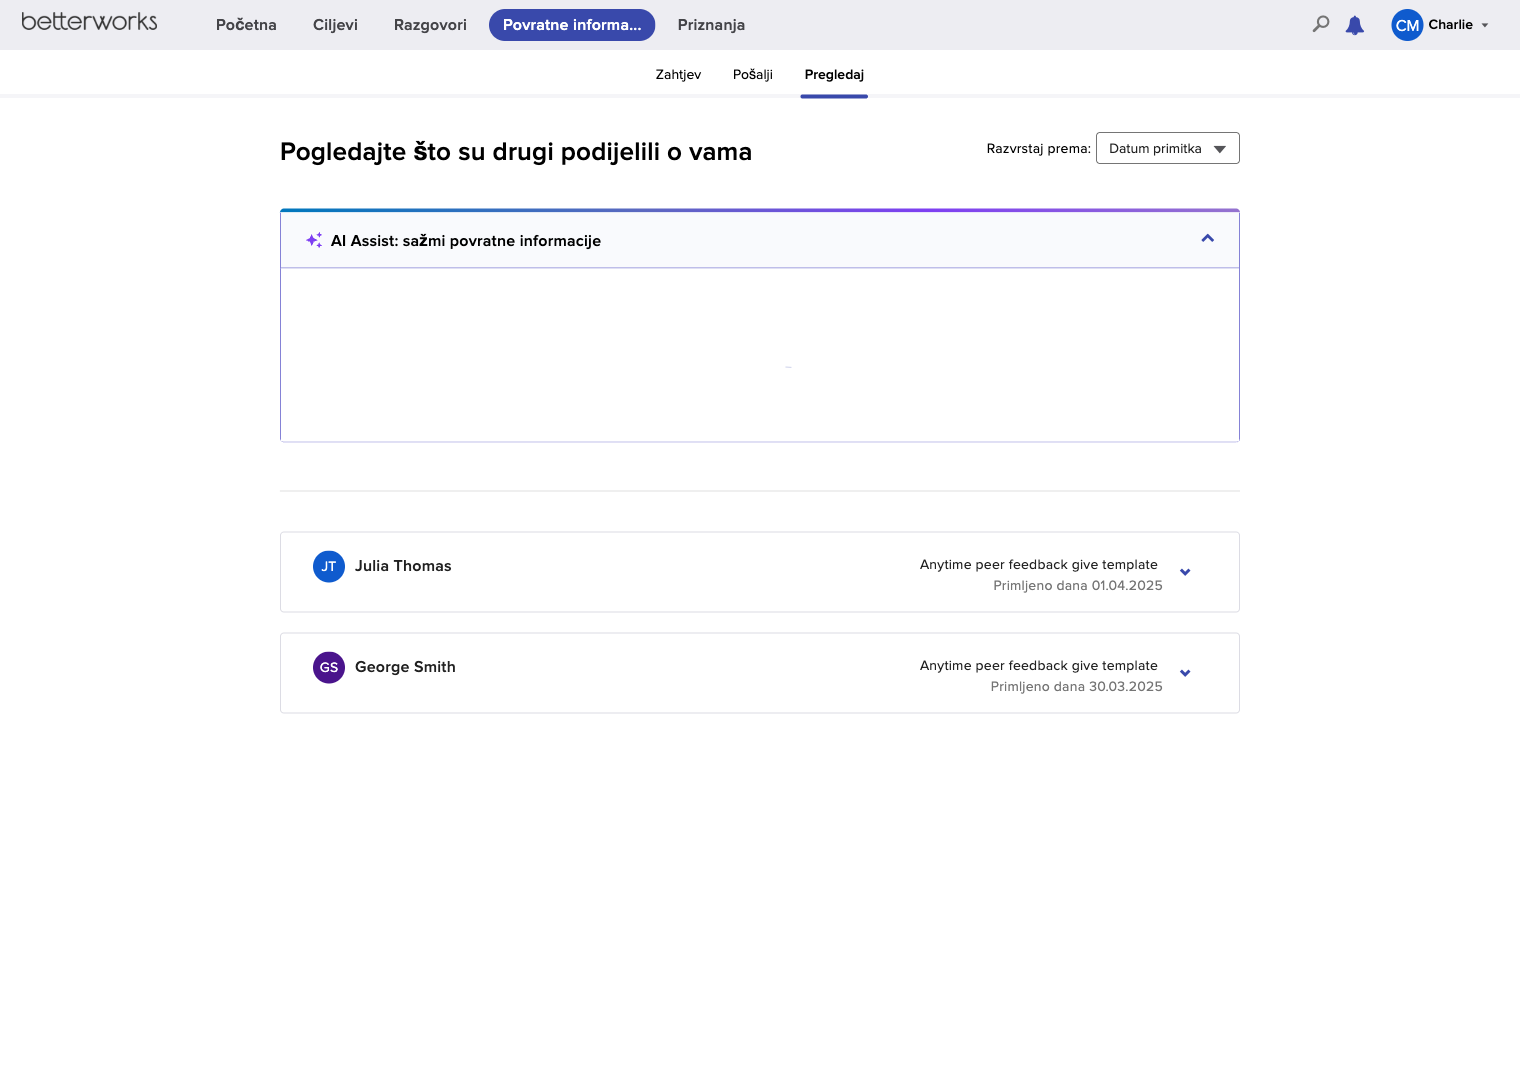 betterworks
Početna
Ciljevi
Razgovori
Povratne informa...
Priznanja
CM
Charlie
Zahtjev
Pošalji
Pregledaj
Pogledajte što su drugi podijelili o vama
Razvrstaj prema:
Datum primitka
AI Assist: sažmi povratne informacije
JT
Julia Thomas
Anytime peer feedback give template
Primljeno dana 01.04.2025
GS
George Smith
Anytime peer feedback give template
Primljeno dana 30.03.2025